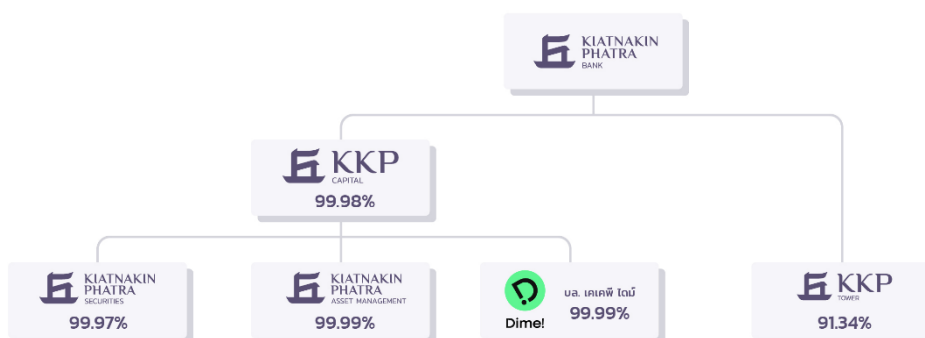 KIATNAKIN
PHATRA
BANK
KKP
CAPITAL
99.98%
KIATNAKIN
PHATRA
SECURITIES
99.97%
KIATNAKIN
PHATRA
ASSET MANAGEMENT
99.99%
Dime!
บล. เคเคพี ไดม์
99.99%
KKP
TOWER
91.34%